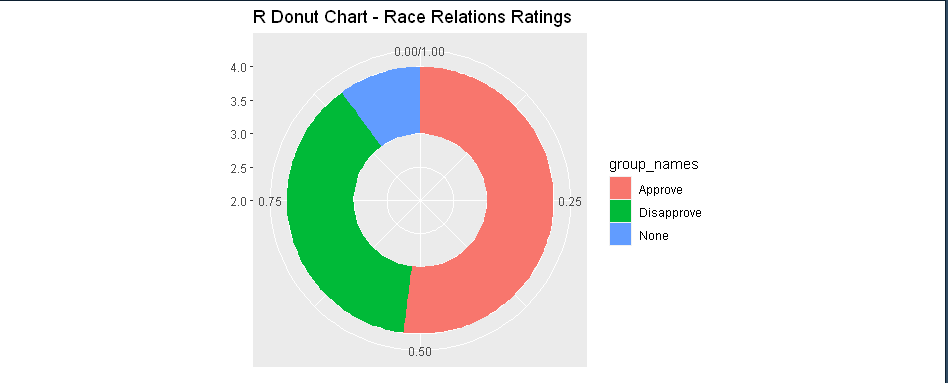 R Donut Chart - Race Relations Ratings
0.00/1.00
4.0
3.5
3.0
2.5
2.0
0.75
0.25
0.50
group_names
Approve
Disapprove
None